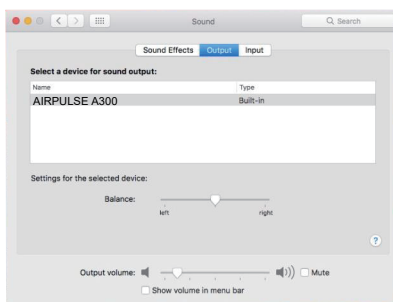 Sound
Search
Sound Effects Output Input
Select a device for sound output:
Name Type
AIRPULSE A300 Built-in
Settings for the selected device:
Balance:
left right
?
Output volume: Mute
Show volume in menu bar